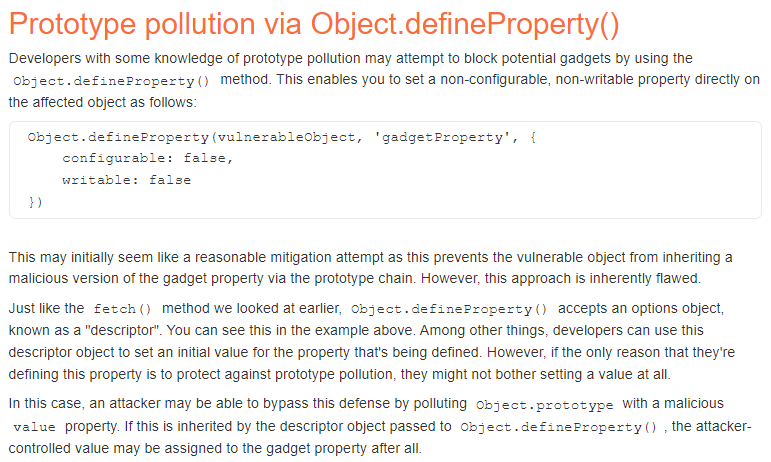 Prototype pollution via Object.defineProperty()
Developers with some knowledge of prototype pollution may attempt to block potential gadgets by using the
Object.defineProperty() method. This enables you to set a non-configurable, non-writable property directly on
the affected object as follows:
Object.defineProperty(vulnerableObject, 'gadgetProperty', {
    configurable: false,
    writable: false
})
This may initially seem like a reasonable mitigation attempt as this prevents the vulnerable object from inheriting a
malicious version of the gadget property via the prototype chain. However, this approach is inherently flawed.
Just like the fetch() method we looked at earlier, Object.defineProperty() accepts an options object,
known as a "descriptor". You can see this in the example above. Among other things, developers can use this
descriptor object to set an initial value for the property that's being defined. However, if the only reason that they're
defining this property is to protect against prototype pollution, they might not bother setting a value at all.
In this case, an attacker may be able to bypass this defense by polluting Object.prototype with a malicious
value property. If this is inherited by the descriptor object passed to Object.defineProperty() , the attacker-
controlled value may be assigned to the gadget property after all.